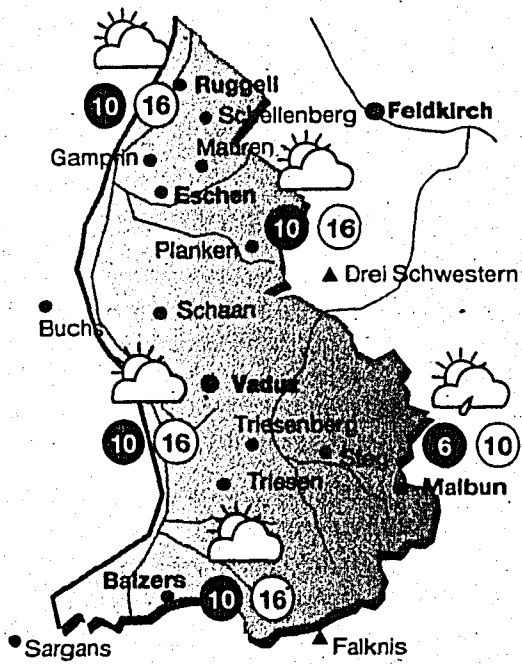 Ruggell
10 16
Schellenberg
Feldkirch
Mauren
Gamprin
Eschen
10 16
Planken
Drei Schwestern
Schaan
Buchs
Vaduz
Triesenberg
10 16
6 10
Steg
Triesen
Malbun
Balzers
10 16
Sargans
Falknis